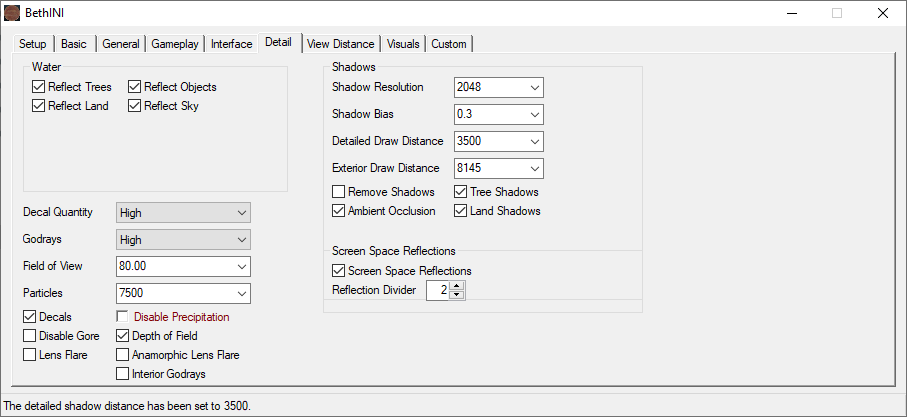 BethINI
Setup Basic General Gameplay Interface Detail View Distance Visuals Custom
Water
Reflect Trees Reflect Objects
Reflect Land Reflect Sky
Decal Quantity High
Godrays High
Field of View 80.00
Particles 7500
Decals Disable Precipitation
Disable Gore Depth of Field
Lens Flare Anamorphic Lens Flare
Interior Godrays
Shadows
Shadow Resolution 2048
Shadow Bias 0.3
Detailed Draw Distance 3500
Exterior Draw Distance 8145
Remove Shadows Tree Shadows
Ambient Occlusion Land Shadows
Screen Space Reflections
Screen Space Reflections
Reflection Divider 2
The detailed shadow distance has been set to 3500.